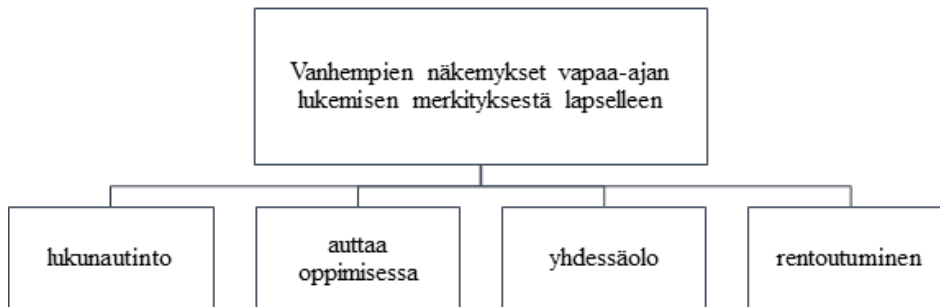 Vanhempien näkemykset vapaa-ajan
lukemisen merkityksestä lapselleen
lukunautinto
auttaa
oppimisessa
yhdessäolo
rentoutuminen